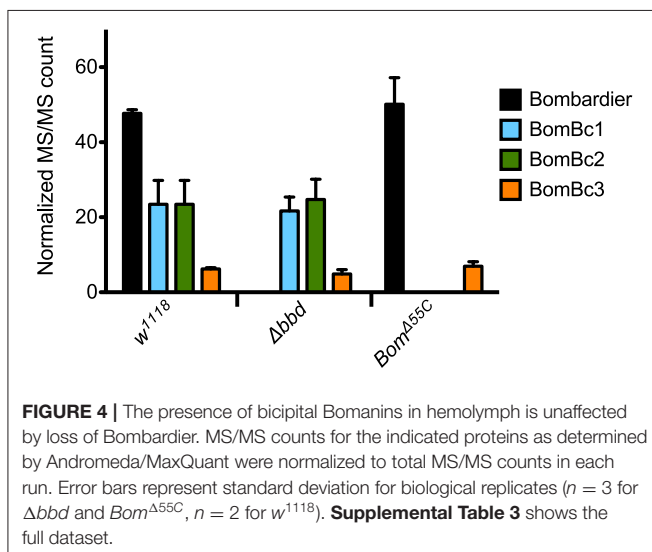 Normalized MS/MS count
60
40
20
0
w1118
Δbbd
BomΔ55C
Bombardier
BomBc1
BomBc2
BomBc3
FIGURE 4 | The presence of bicipital Bomanins in hemolymph is unaffected
by loss of Bombardier. MS/MS counts for the indicated proteins as determined
by Andromeda/MaxQuant were normalized to total MS/MS counts in each
run. Error bars represent standard deviation for biological replicates (n = 3 for
Δbbd and BomΔ55C, n = 2 for w1118). Supplemental Table 3 shows the
full dataset.